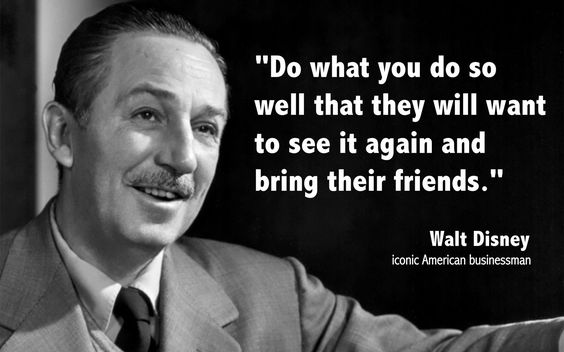 "Do what you do so
well that they will want
to see it again and
bring their friends."
Walt Disney
iconic American businessman